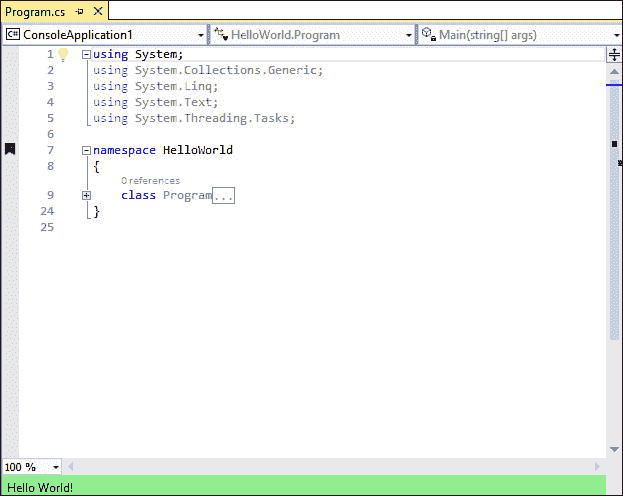 Program.cs
C# ConsoleApplication1 HelloWorld.Program Main(string[] args)
1 using System;
2 using System.Collections.Generic;
3 using System.Linq;
4 using System.Text;
5 using System.Threading.Tasks;
6
7 namespace HelloWorld
8 {
0 references
9 class Program...
24 }
25
100 %
Hello World!